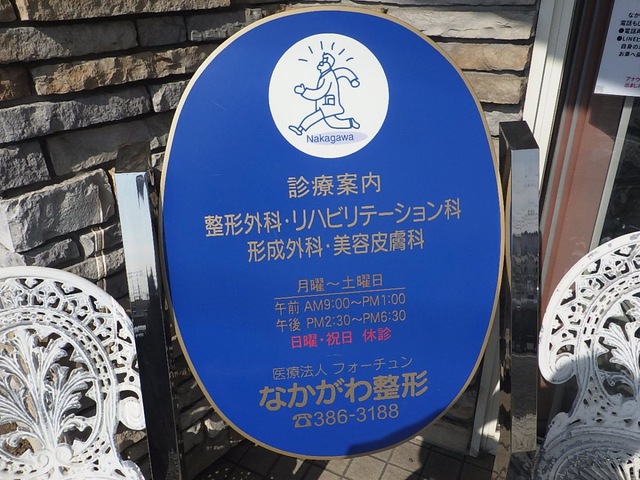 Nakagawa
診療案内
整形外科・リハビリテーション科
形成外科・美容皮膚科
月曜～土曜日
午前 AM9:00～PM1:00
午後 PM2:30～PM6:30
日曜・祝日 休診
医療法人 フォーチュン
なかがわ整形
☎386-3188